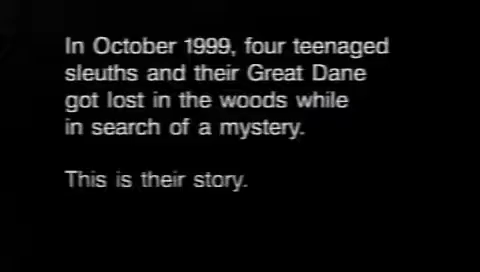 In October 1999, four teenaged
sleuths and their Great Dane
got lost in the woods while
in search of a mystery.
This is their story.